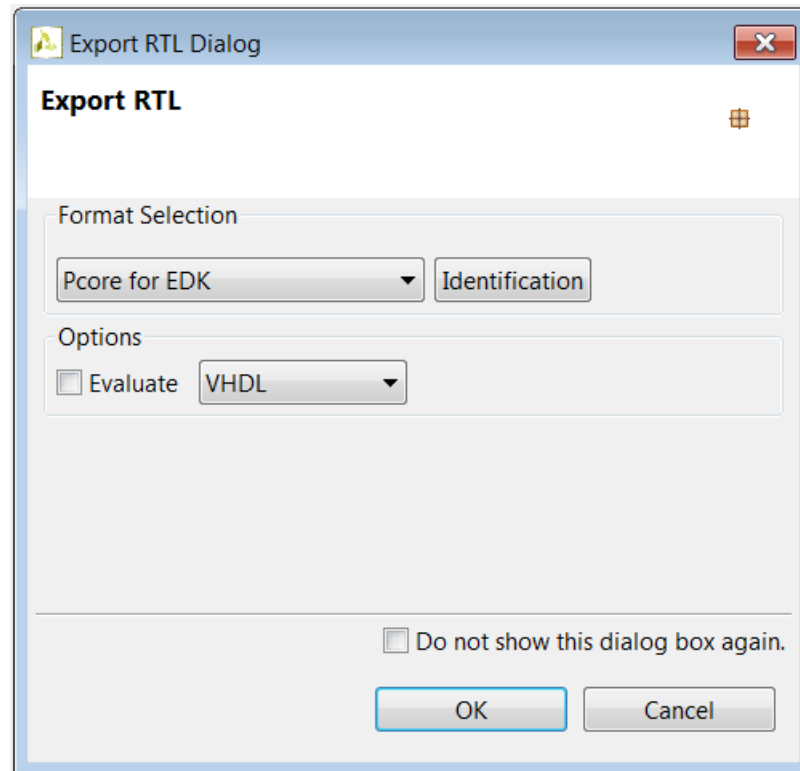 Export RTL Dialog
Export RTL
Format Selection
Pcore for EDK Identification
Options
Evaluate VHDL
Do not show this dialog box again.
OK Cancel